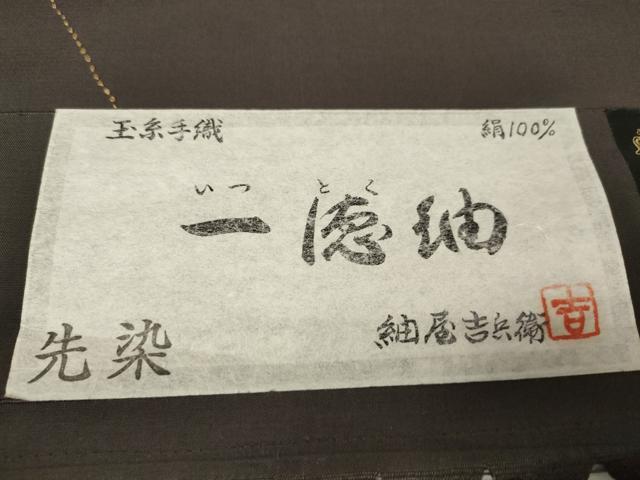 玉糸手織
絹100%
いつとく
一徳紬
紬屋吉兵衛
吉
先染